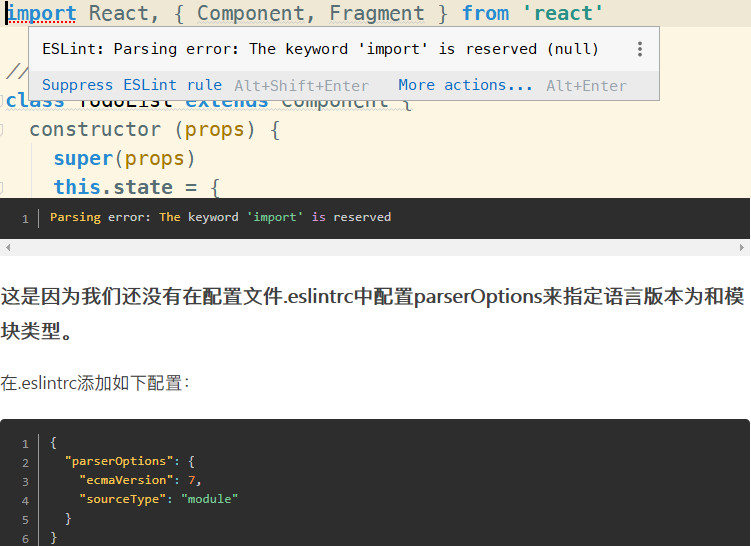 import React, { Component, Fragment } from 'react'
ESLint: Parsing error: The keyword 'import' is reserved (null)
Suppress ESLint rule Alt+Shift+Enter More actions... Alt+Enter
//
class TodoList extends Component {
constructor (props) {
super(props)
this.state = {
1 Parsing error: The keyword 'import' is reserved
这是因为我们还没有在配置文件.eslintrc中配置parserOptions来指定语言版本为和模
块类型。
在.eslintrc添加如下配置：
1 {
2 "parserOptions": {
3 "ecmaVersion": 7,
4 "sourceType": "module"
5 }
6 }